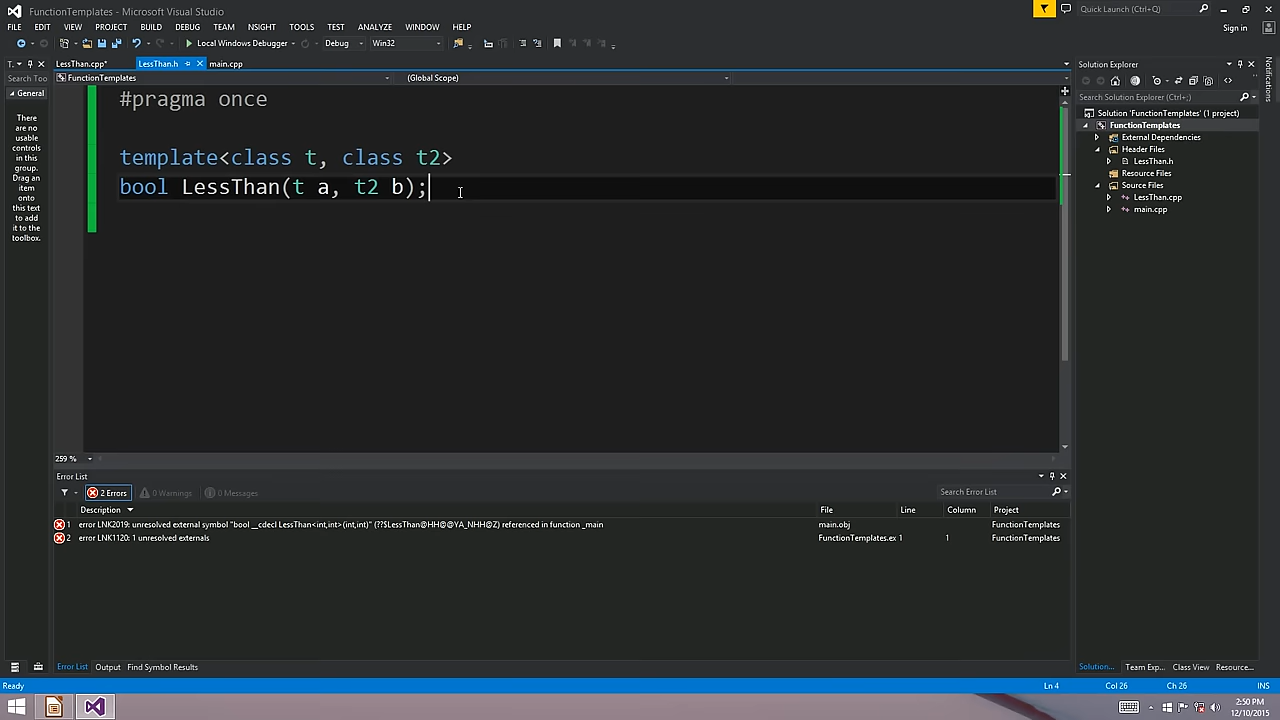 FunctionTemplates - Microsoft Visual Studio
Quick Launch (Ctrl+Q)
FILE EDIT VIEW PROJECT BUILD DEBUG TEAM NSIGHT TOOLS TEST ANALYZE WINDOW HELP
Sign in
Local Windows Debugger Debug Win32
T... LessThan.cpp* LessThan.h main.cpp
Search Too FunctionTemplates (Global Scope)
General
There
are no
usable
controls
in this
group.
Drag an
item
onto
this text
to add
it to the
toolbox.
#pragma once
template<class t, class t2>
bool LessThan(t a, t2 b);
259 %
Solution Explorer
Search Solution Explorer (Ctrl+;)
Solution 'FunctionTemplates' (1 project)
FunctionTemplates
External Dependencies
Header Files
LessThan.h
Resource Files
Source Files
LessThan.cpp
main.cpp
Notifications
Error List
2 Errors 0 Warnings 0 Messages Search Error List
Description File Line Column Project
1 error LNK2019: unresolved external symbol "bool __cdecl LessThan<int,int>(int,int)" (??$LessThan@HH@@YA_NHH@Z) referenced in function _main main.obj FunctionTemplates
2 error LNK1120: 1 unresolved externals FunctionTemplates.ex 1 1 FunctionTemplates
Error List Output Find Symbol Results
Solution... Team Exp... Class View Resource...
Ready Ln 4 Col 26 Ch 26 INS
2:50 PM
12/10/2015